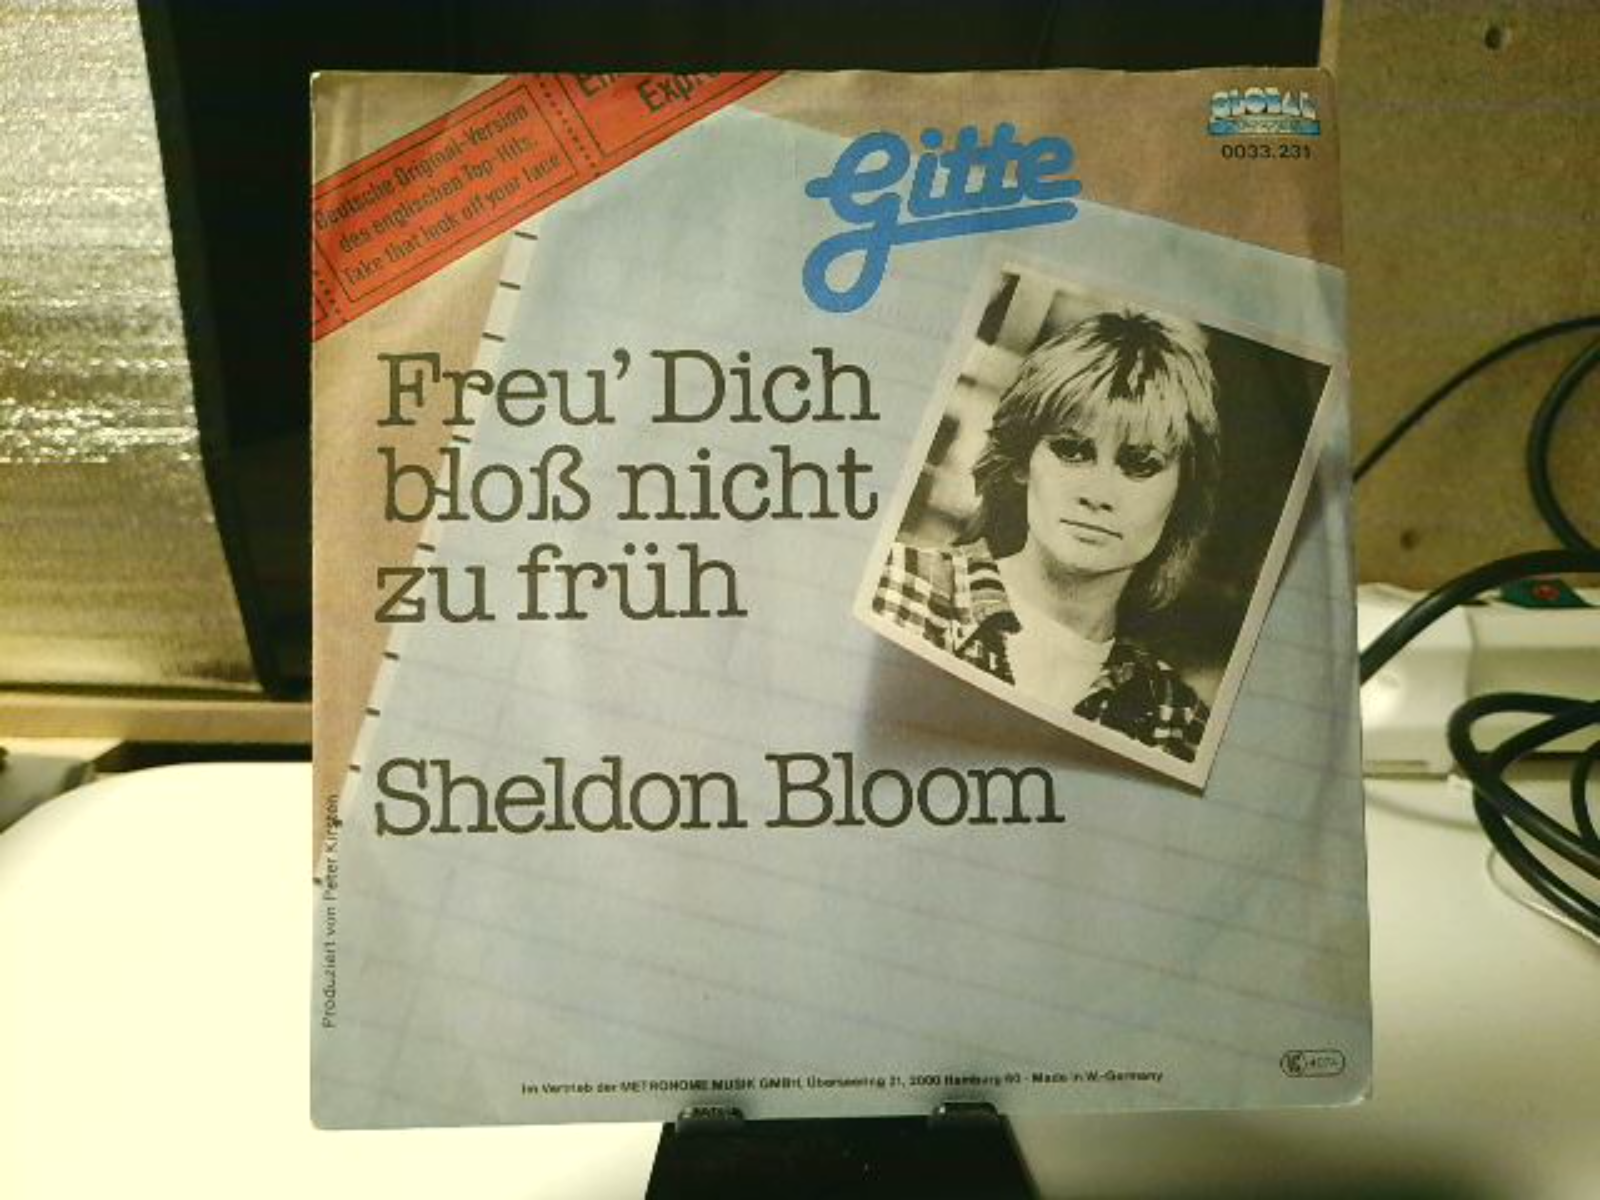 Deutsche Original-Version
des englischen Top-Hits.
Take that look off your face
GLOBAL
0033.231
Gitte
Freu' Dich
bloß nicht
zu früh
Sheldon Bloom
Produziert von Peter Kirsten
Im Vertrieb der METRONOME MUSIK GMBH, Überseering 21, 2000 Hamburg 60 - Made in W.-Germany